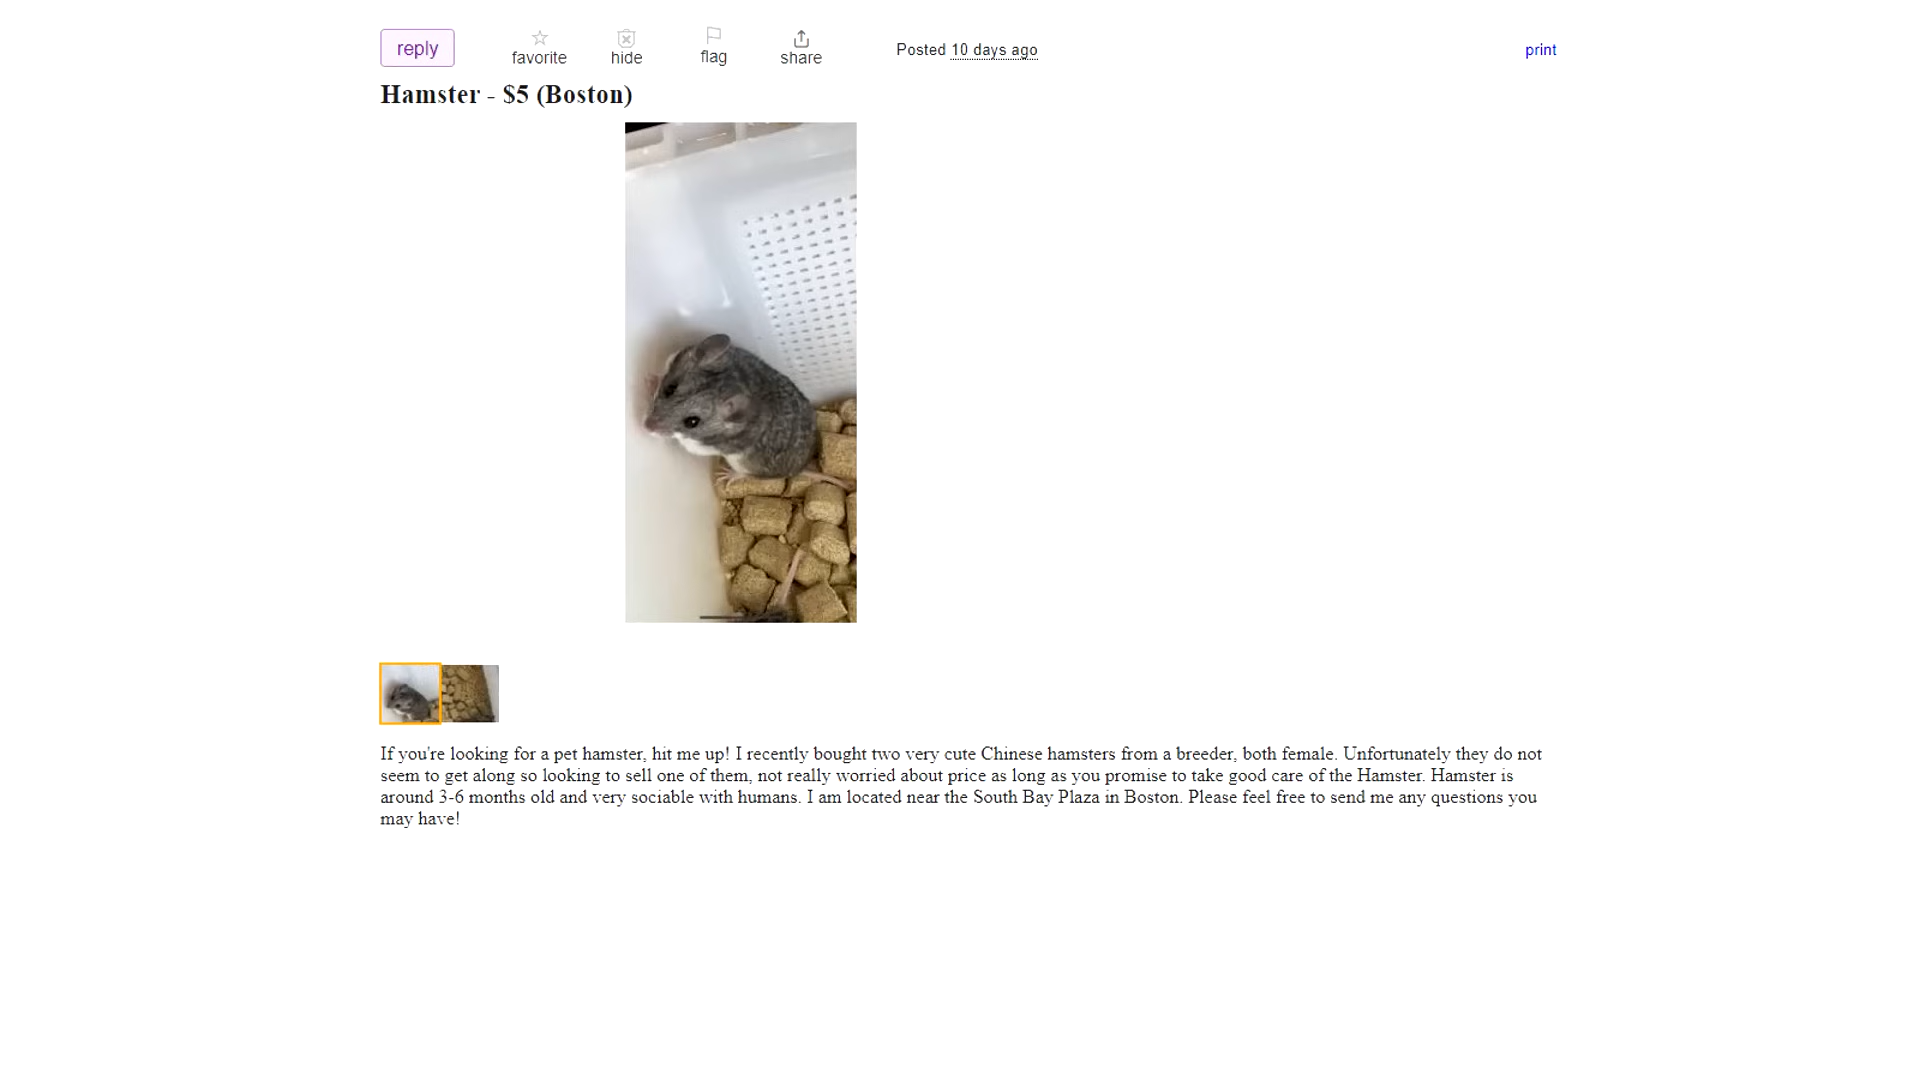 reply
favorite
hide
flag
share
Posted 10 days ago
print
Hamster - $5 (Boston)
If you're looking for a pet hamster, hit me up! I recently bought two very cute Chinese hamsters from a breeder, both female. Unfortunately they do not
seem to get along so looking to sell one of them, not really worried about price as long as you promise to take good care of the Hamster. Hamster is
around 3-6 months old and very sociable with humans. I am located near the South Bay Plaza in Boston. Please feel free to send me any questions you
may have!